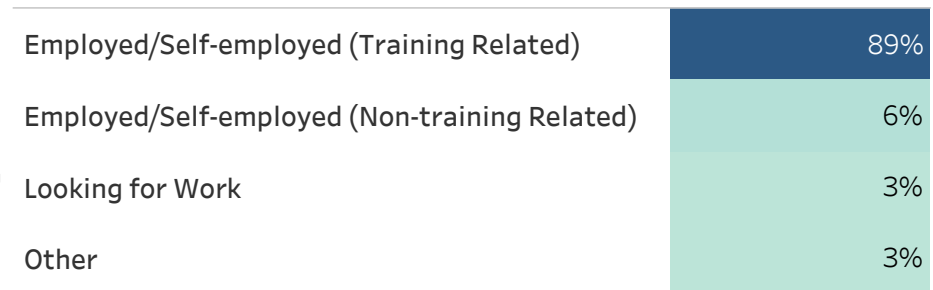 Employed/Self-employed (Training Related) 89%
Employed/Self-employed (Non-training Related) 6%
Looking for Work 3%
Other 3%